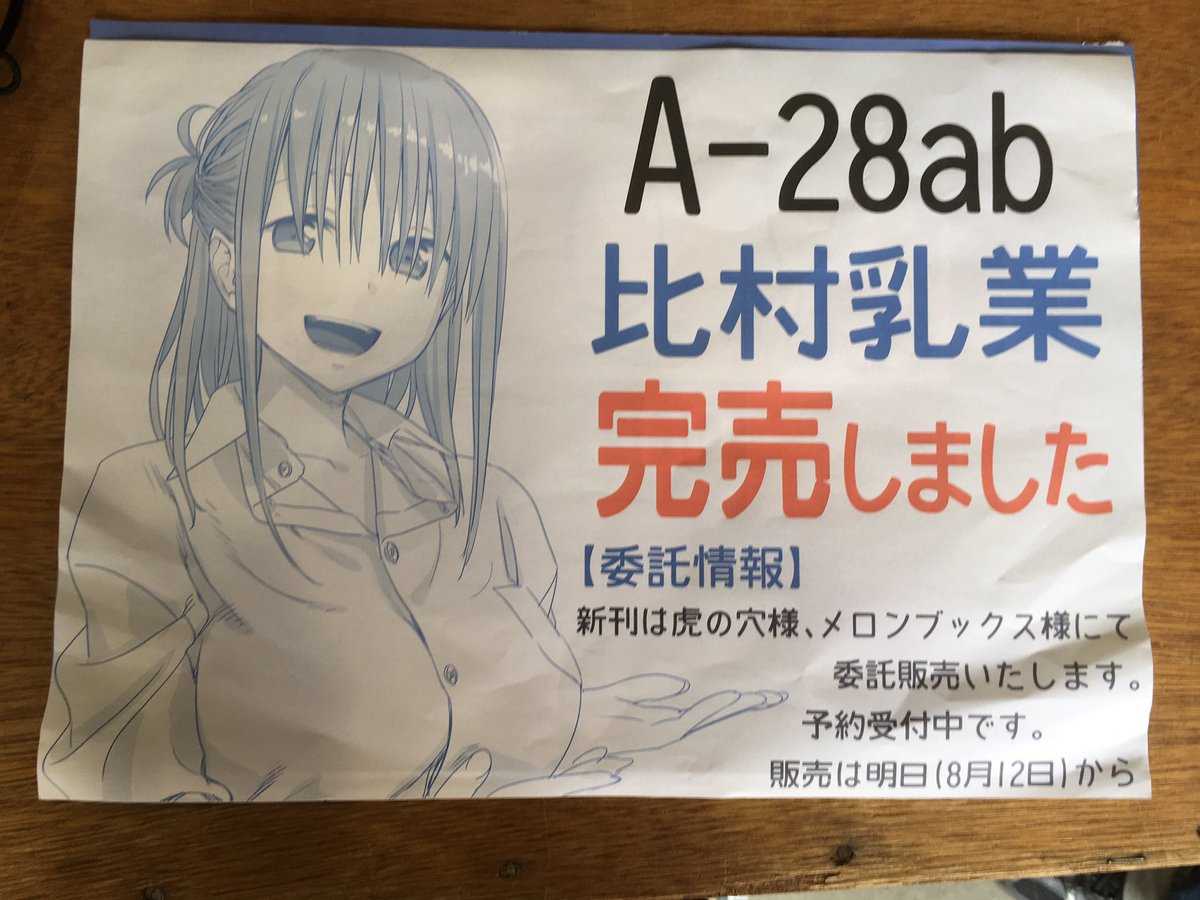 A-28ab
比村乳業
完売しました
【委託情報】
新刊は虎の穴様、メロンブックス様にて
委託販売いたします。
予約受付中です。
販売は明日(8月12日)から